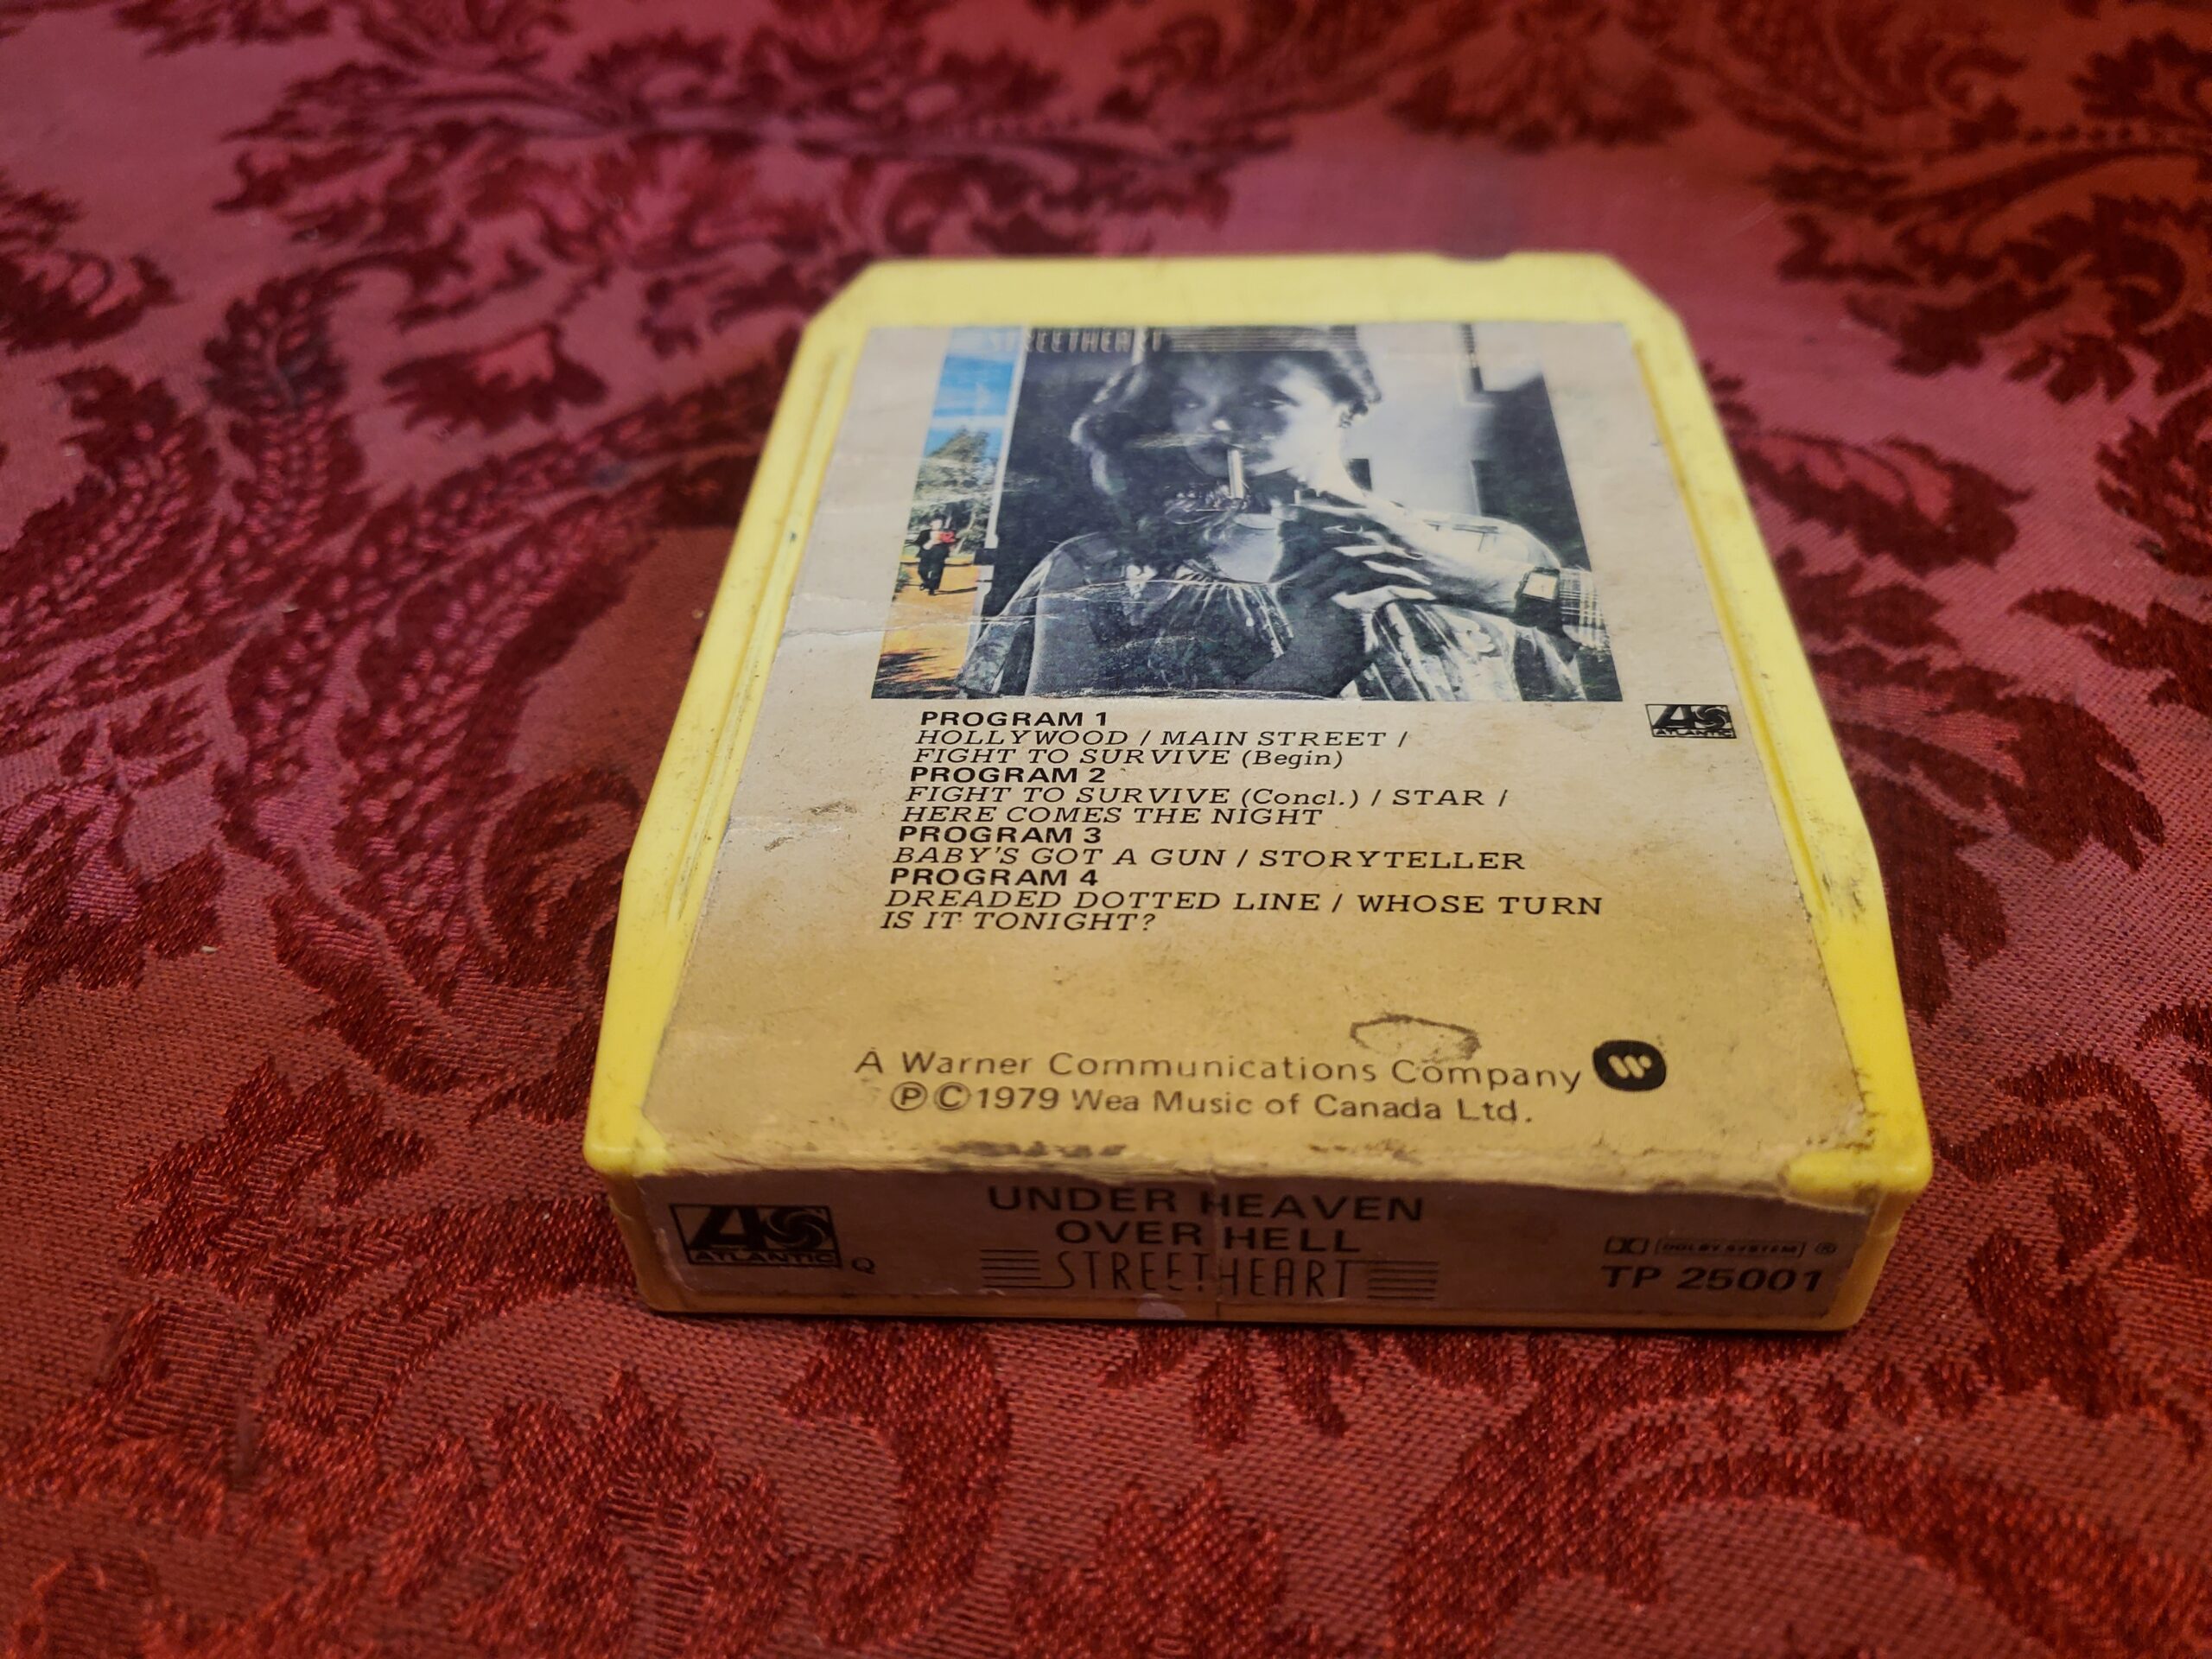 STREETHEART
PROGRAM 1
HOLLYWOOD / MAIN STREET /
FIGHT TO SURVIVE (Begin)
PROGRAM 2
FIGHT TO SURVIVE (Concl.) / STAR /
HERE COMES THE NIGHT
PROGRAM 3
BABY'S GOT A GUN / STORYTELLER
PROGRAM 4
DREADED DOTTED LINE / WHOSE TURN
IS IT TONIGHT?
ATLANTIC
A Warner Communications Company
℗©1979 Wea Music of Canada Ltd.
ATLANTIC Q
UNDER HEAVEN
OVER HELL
STREETHEART
DOLBY SYSTEM ®
TP 25001